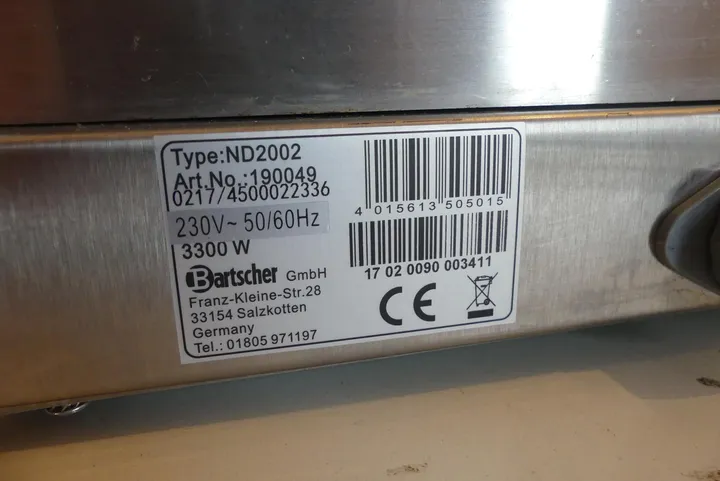 Type:ND2002
Art.No.:190049
0217/4500022336
230V~ 50/60Hz
3300 W
Bartscher GmbH
Franz-Kleine-Str.28
33154 Salzkotten
Germany
Tel.: 01805 971197
4 015613 505015
17 02 0090 003411
CE